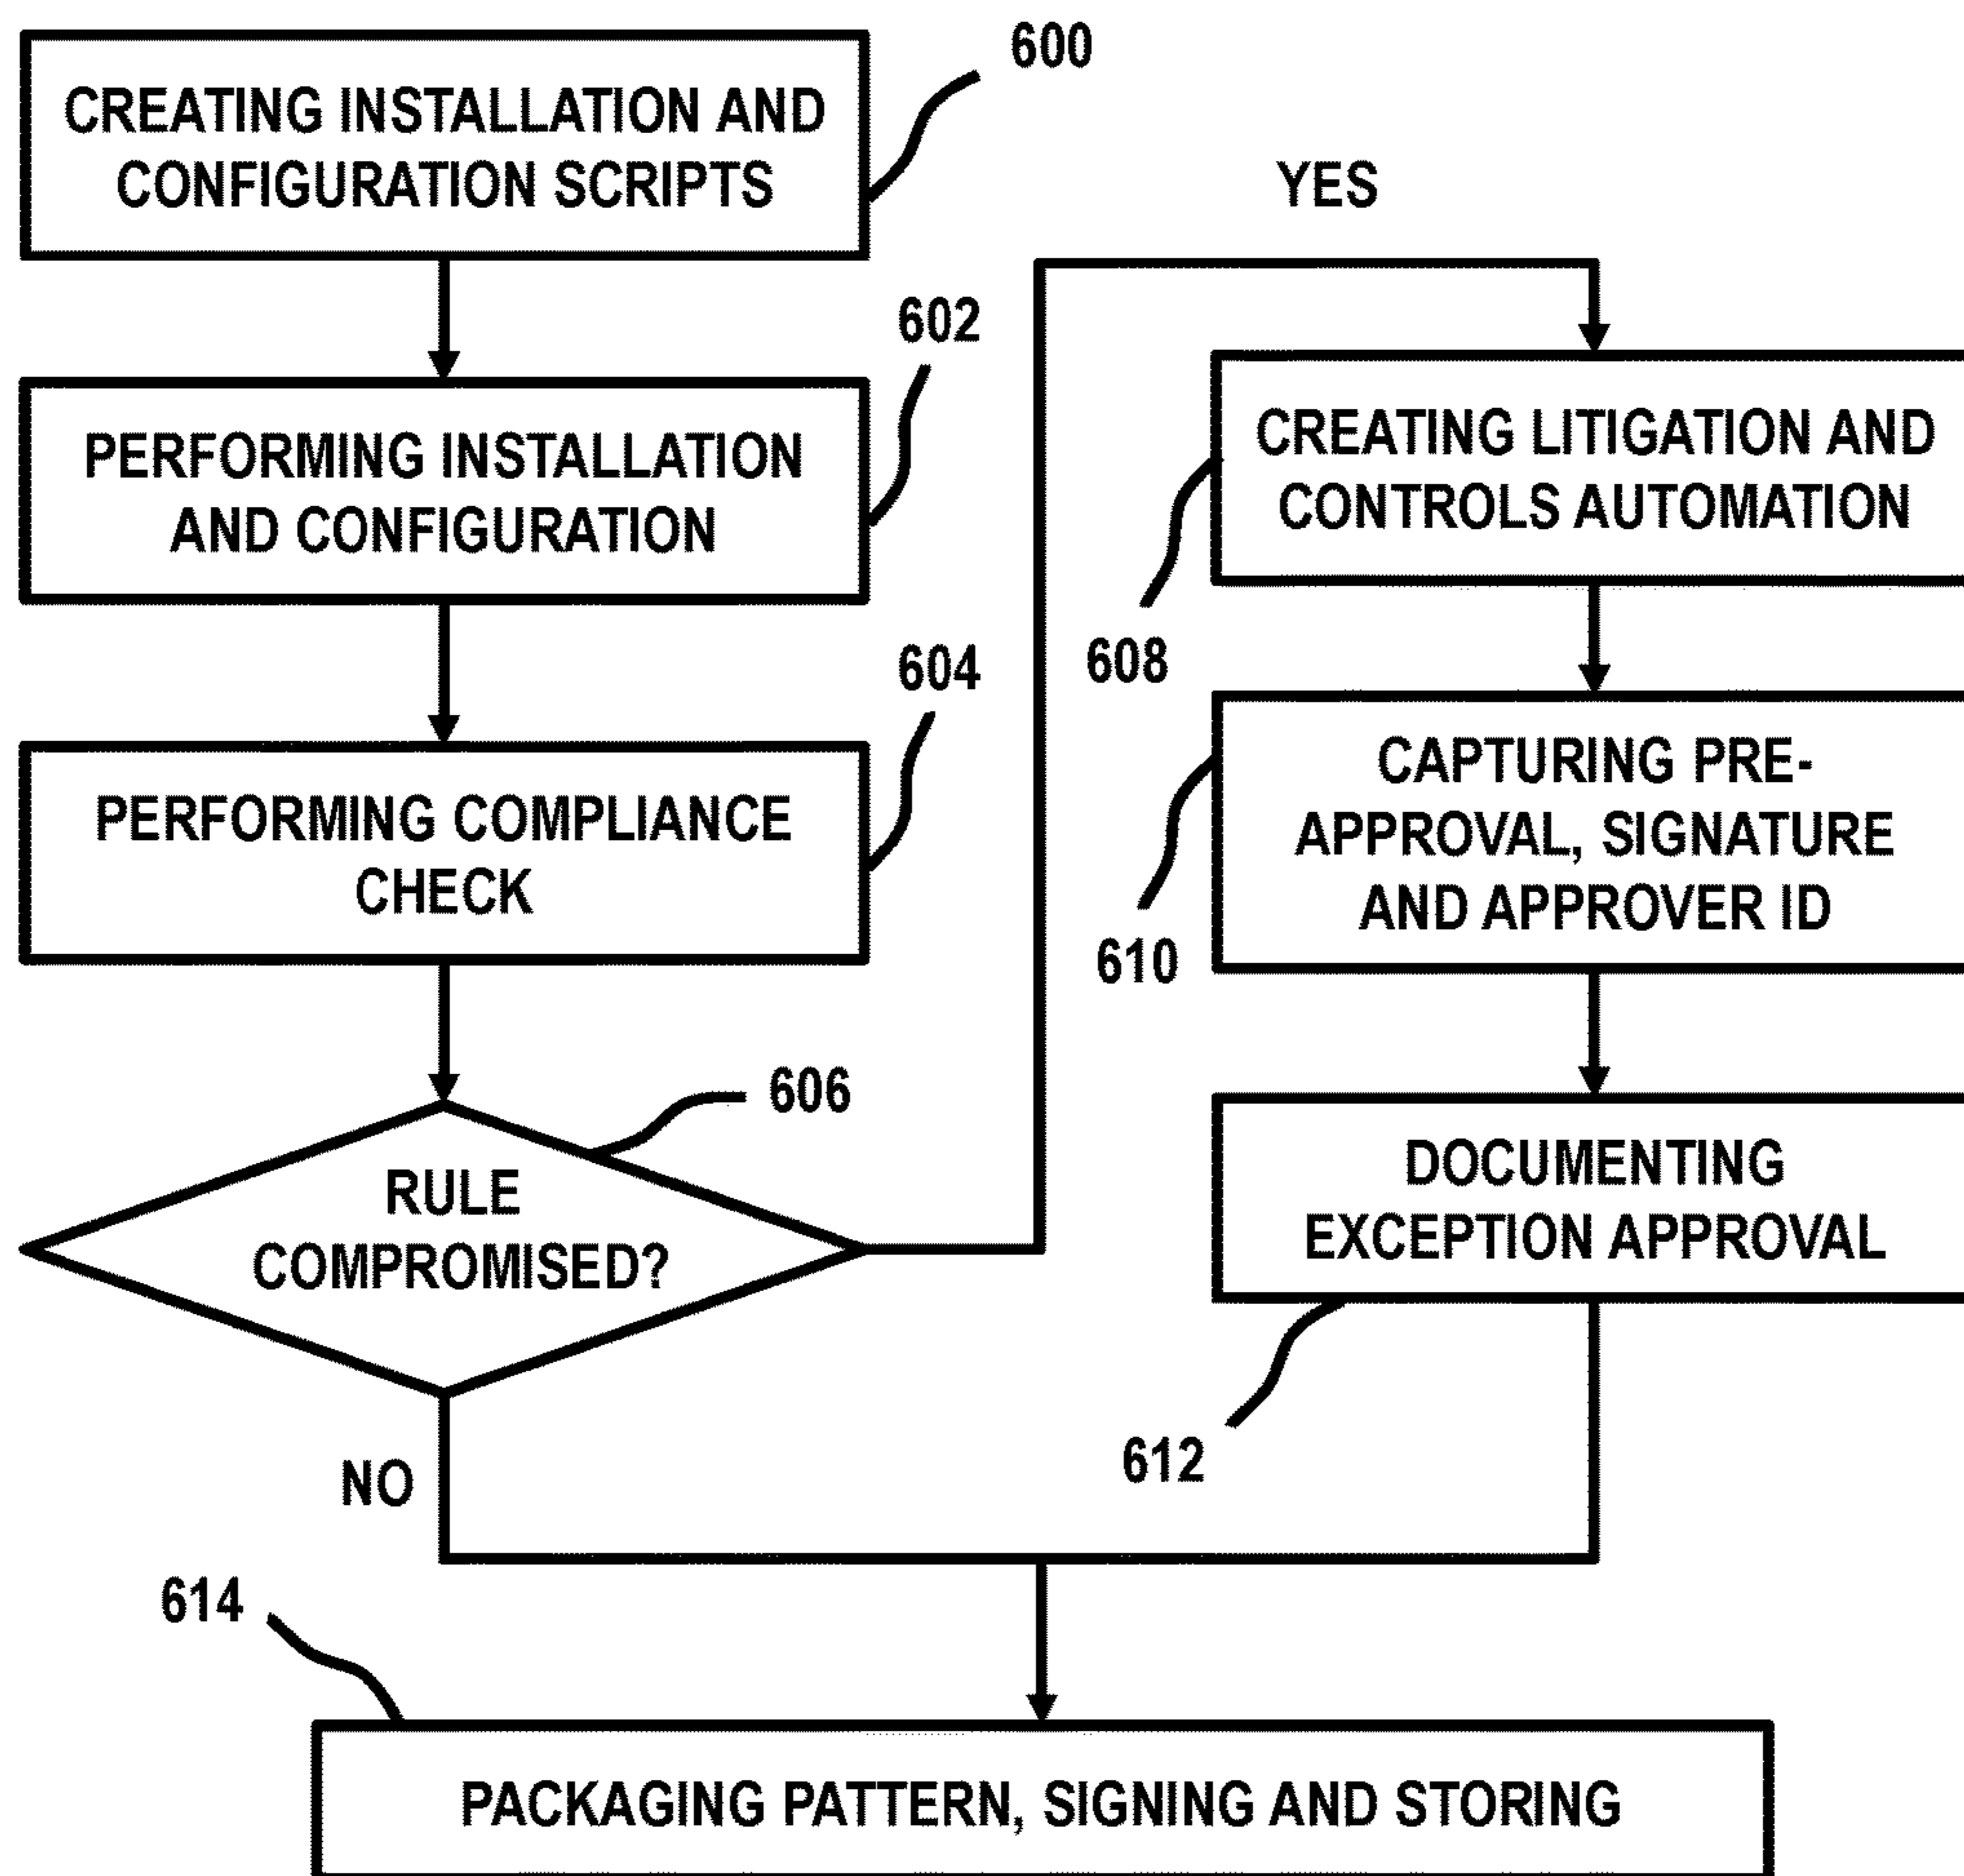 600
CREATING INSTALLATION AND
CONFIGURATION SCRIPTS
602
PERFORMING INSTALLATION
AND CONFIGURATION
604
PERFORMING COMPLIANCE
CHECK
606
RULE
COMPROMISED?
YES
NO
CREATING LITIGATION AND
CONTROLS AUTOMATION
608
CAPTURING PRE-
APPROVAL, SIGNATURE
AND APPROVER ID
610
DOCUMENTING
EXCEPTION APPROVAL
612
614
PACKAGING PATTERN, SIGNING AND STORING